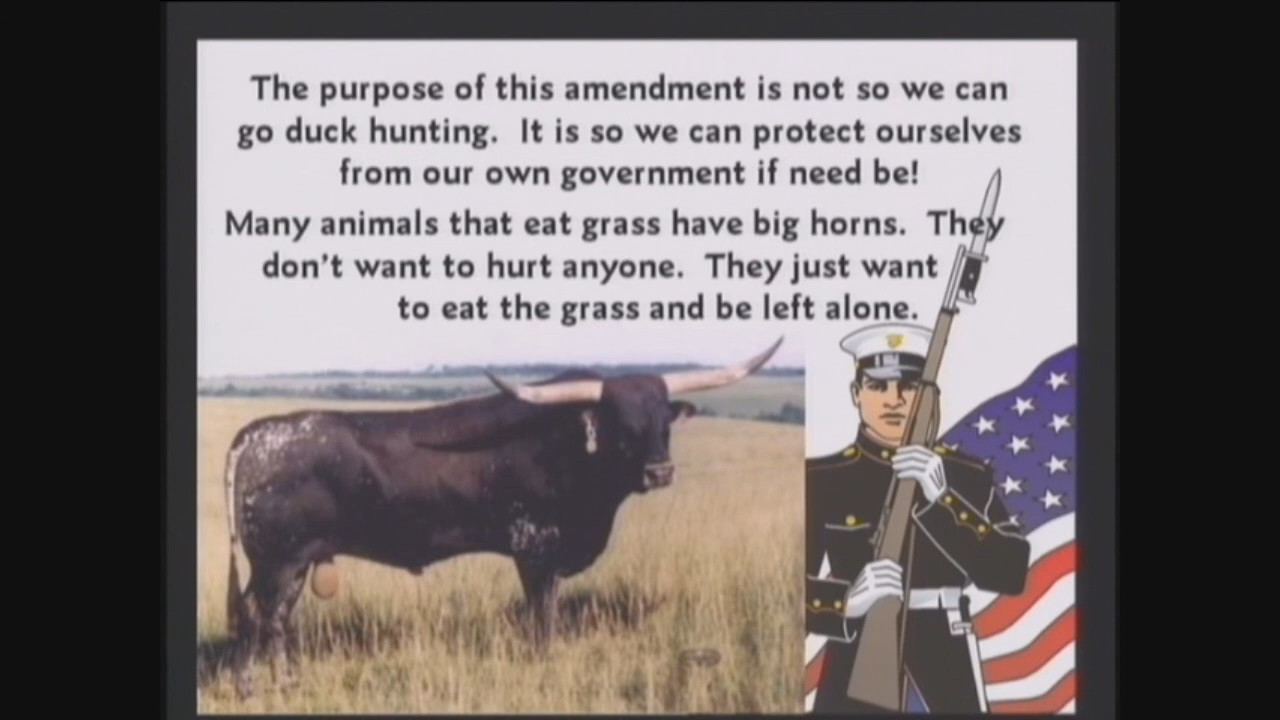 The purpose of this amendment is not so we can
go duck hunting. It is so we can protect ourselves
from our own government if need be!
Many animals that eat grass have big horns. They
don't want to hurt anyone. They just want
to eat the grass and be left alone.